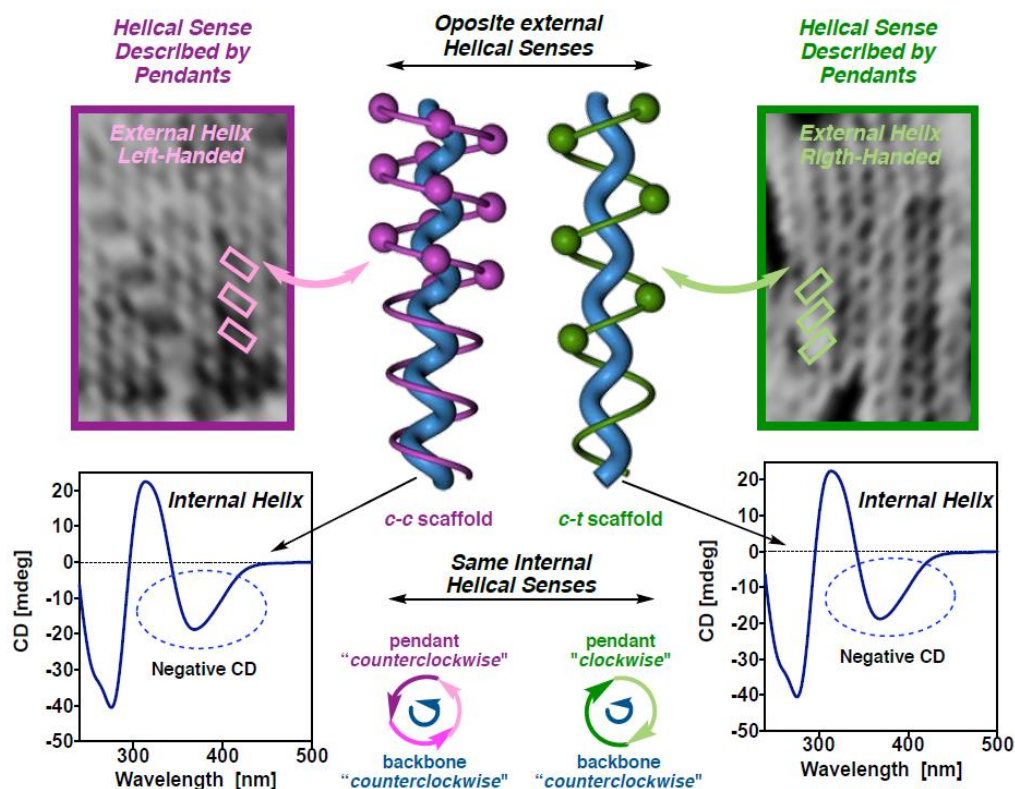 Helical Sense
Described by
Pendants
Opposite external
Helical Senses
Helical Sense
Described by
Pendants
External Helix
Left-Handed
External Helix
Rigth-Handed
c-c scaffold
c-t scaffold
Same Internal
Helical Senses
Internal Helix
Negative CD
CD [mdeg]
20
10
0
-10
-20
-30
-40
-50
300
400
500
Wavelength [nm]
pendant
"counterclockwise"
backbone
"counterclockwise"
pendant
"clockwise"
backbone
"counterclockwise"
Internal Helix
Negative CD
CD [mdeg]
20
10
0
-10
-20
-30
-40
-50
300
400
500
Wavelength [nm]